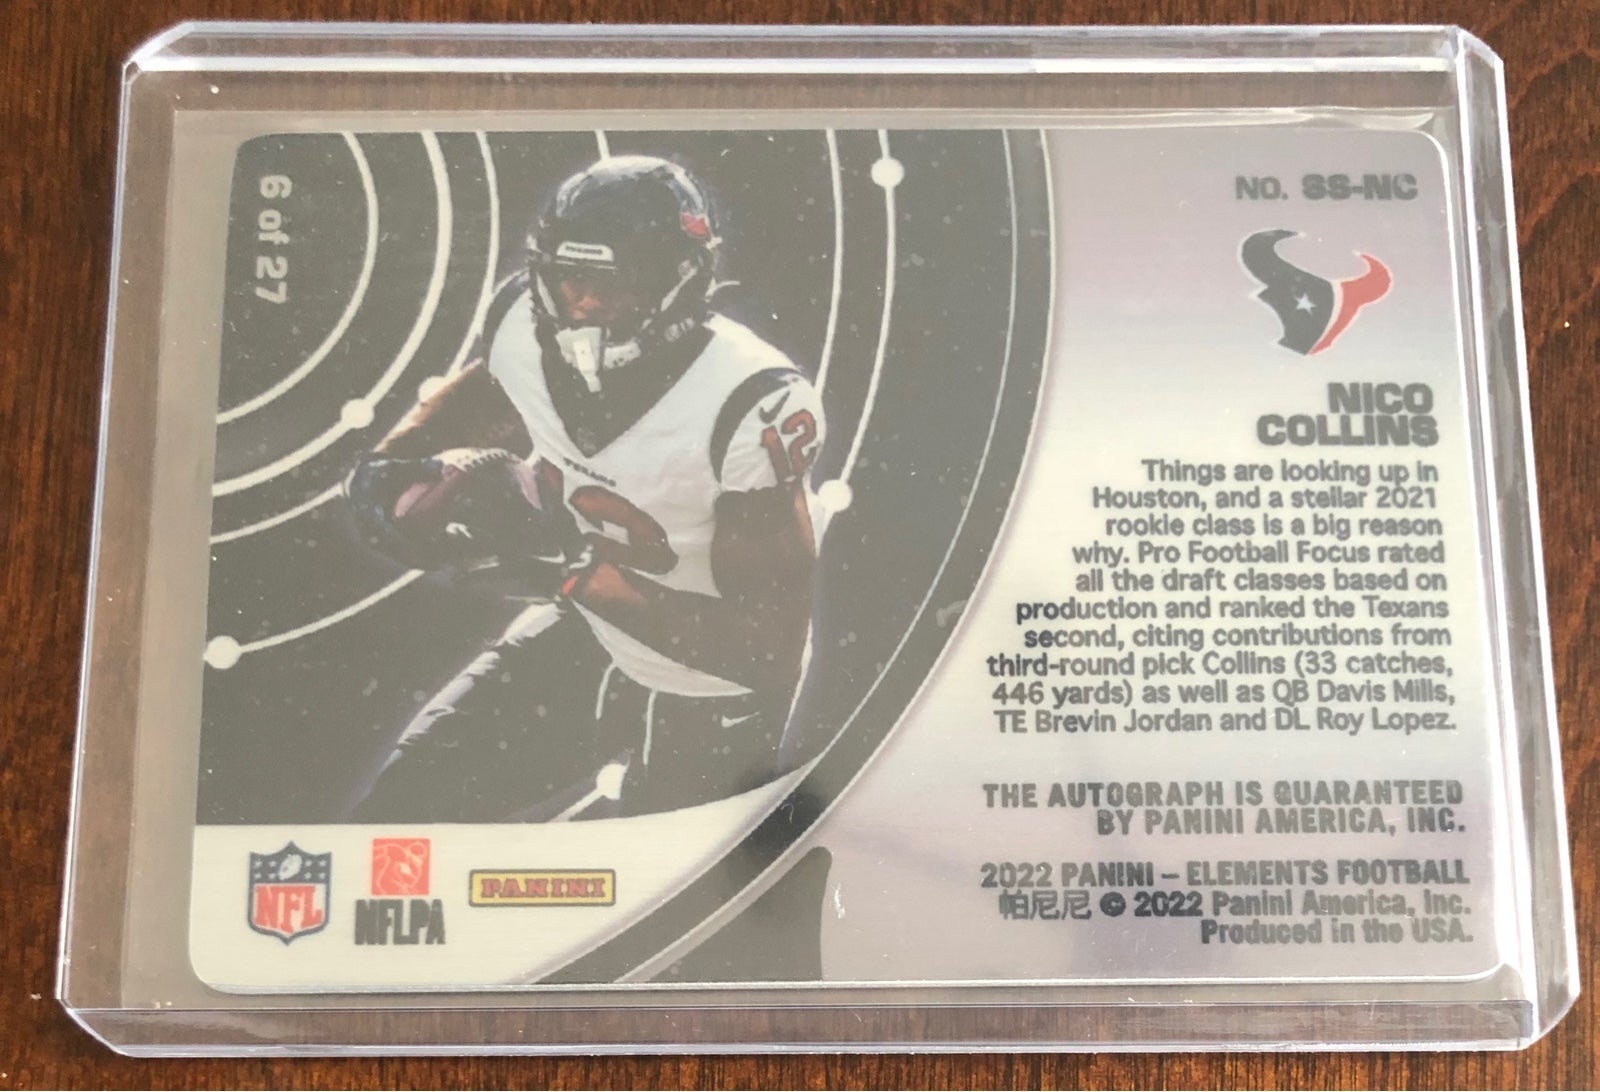 6 of 27
NO. SS-NC
NICO
COLLINS
Things are looking up in
Houston, and a stellar 2021
rookie class is a big reason
why. Pro Football Focus rated
all the draft classes based on
production and ranked the Texans
second, citing contributions from
third-round pick Collins (33 catches,
446 yards) as well as QB Davis Mills,
TE Brevin Jordan and DL Roy Lopez.
THE AUTOGRAPH IS GUARANTEED
BY PANINI AMERICA, INC.
2022 PANINI – ELEMENTS FOOTBALL
帕尼尼 © 2022 Panini America, Inc.
Produced in the USA.
12
TEXANS
NFL
NFLPA
PANINI